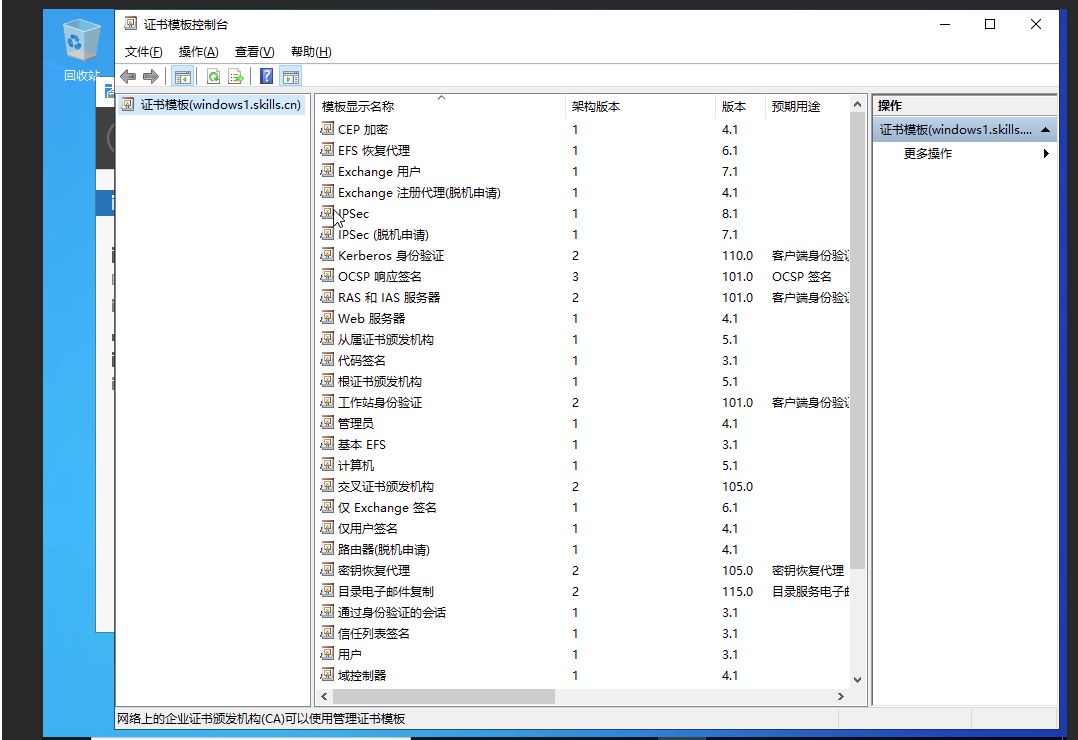 回收站
证书模板控制台
文件(F) 操作(A) 查看(V) 帮助(H)
证书模板(windows1.skills.cn)
模板显示名称 架构版本 版本 预期用途
CEP 加密 1 4.1
EFS 恢复代理 1 6.1
Exchange 用户 1 7.1
Exchange 注册代理(脱机申请) 1 4.1
IPSec 1 8.1
IPSec (脱机申请) 1 7.1
Kerberos 身份验证 2 110.0 客户端身份验证
OCSP 响应签名 3 101.0 OCSP 签名
RAS 和 IAS 服务器 2 101.0 客户端身份验证
Web 服务器 1 4.1
从属证书颁发机构 1 5.1
代码签名 1 3.1
根证书颁发机构 1 5.1
工作站身份验证 2 101.0 客户端身份验证
管理员 1 4.1
基本 EFS 1 3.1
计算机 1 5.1
交叉证书颁发机构 2 105.0
仅 Exchange 签名 1 6.1
仅用户签名 1 4.1
路由器(脱机申请) 1 4.1
密钥恢复代理 2 105.0 密钥恢复代理
目录电子邮件复制 2 115.0 目录服务电子
通过身份验证的会话 1 3.1
信任列表签名 1 3.1
用户 1 3.1
域控制器 1 4.1
操作
证书模板(windows1.skills....
更多操作
网络上的企业证书颁发机构(CA)可以使用管理证书模板